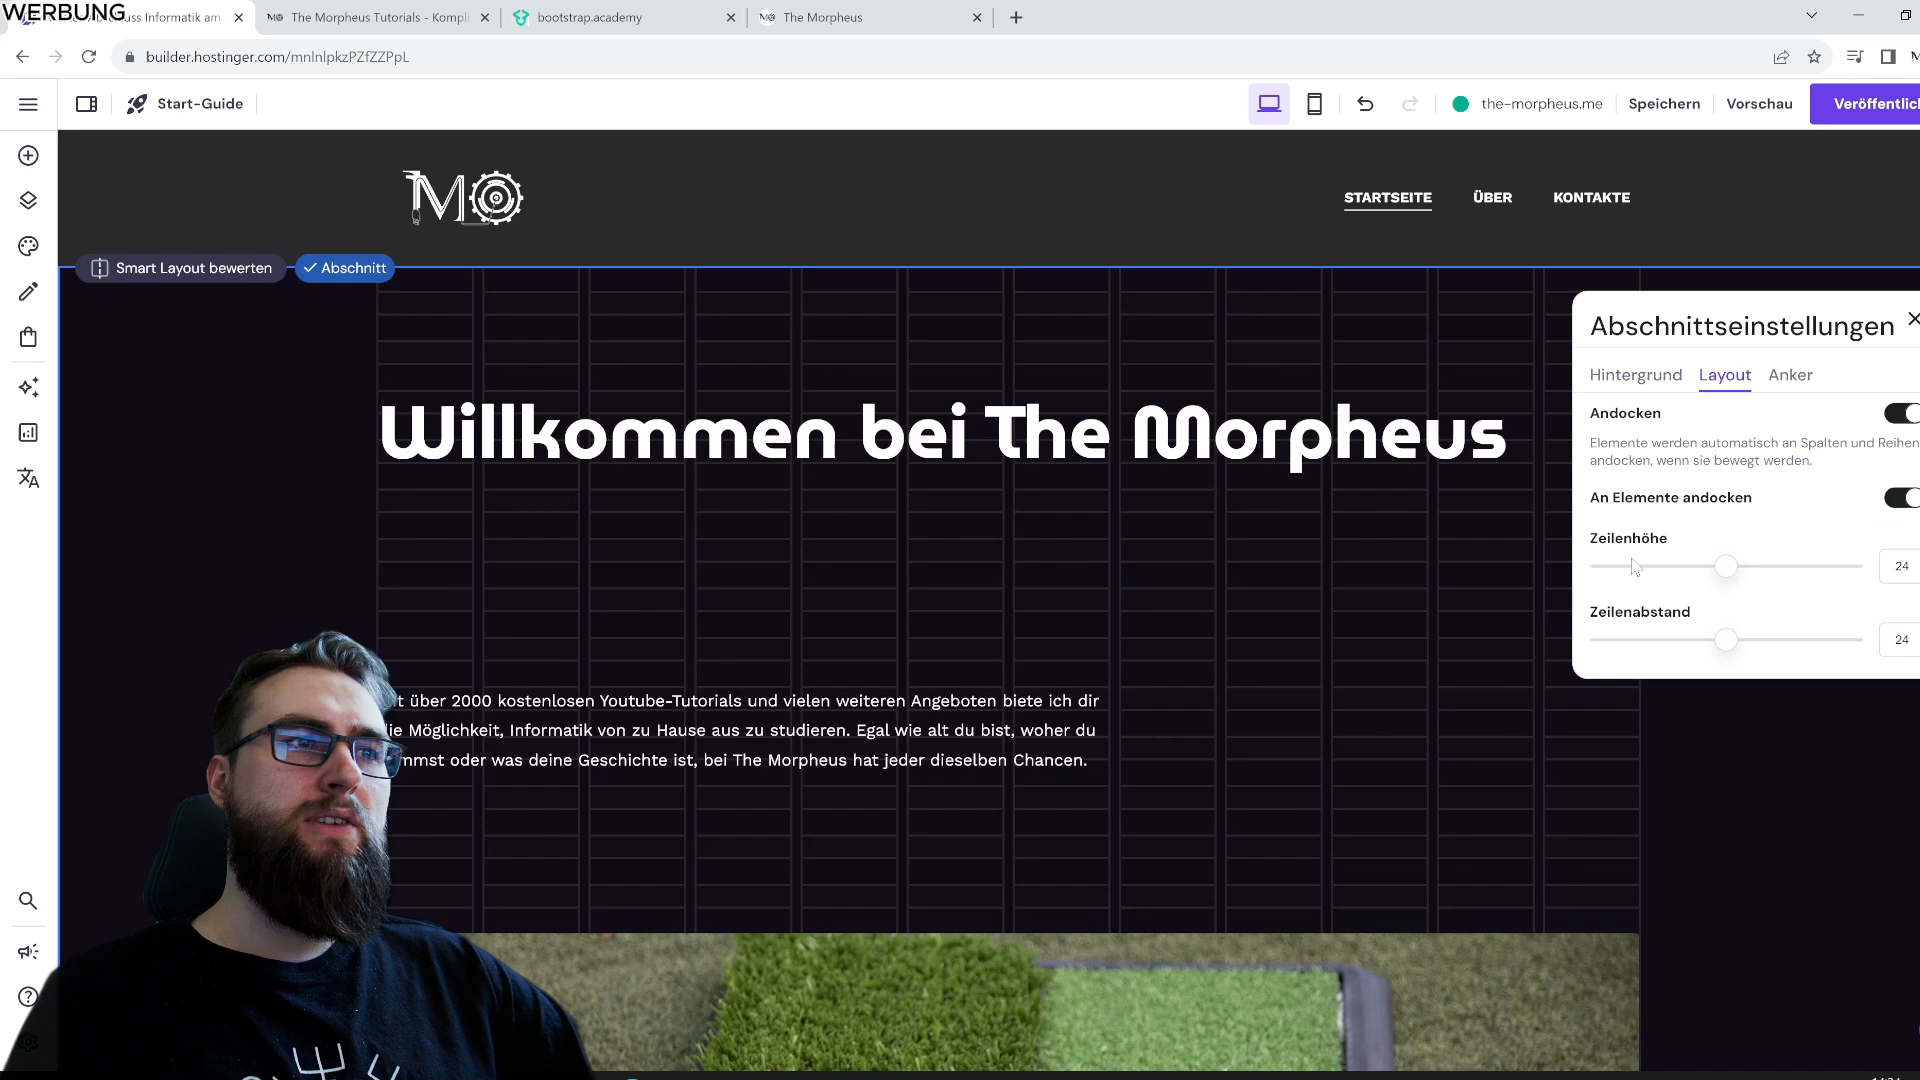 WERBUNG
uss Informatik am
The Morpheus Tutorials - Kompli
bootstrap.academy
The Morpheus
builder.hostinger.com/mnlnlpkzPZfZZPpL
Start-Guide
the-morpheus.me
Speichern
Vorschau
Veröffentlic
MO
STARTSEITE
ÜBER
KONTAKTE
Smart Layout bewerten
Abschnitt
Willkommen bei The Morpheus
t über 2000 kostenlosen Youtube-Tutorials und vielen weiteren Angeboten biete ich dir
ie Möglichkeit, Informatik von zu Hause aus zu studieren. Egal wie alt du bist, woher du
mmst oder was deine Geschichte ist, bei The Morpheus hat jeder dieselben Chancen.
Abschnittseinstellungen
Hintergrund
Layout
Anker
Andocken
Elemente werden automatisch an Spalten und Reihen
andocken, wenn sie bewegt werden.
An Elemente andocken
Zeilenhöhe
24
Zeilenabstand
24